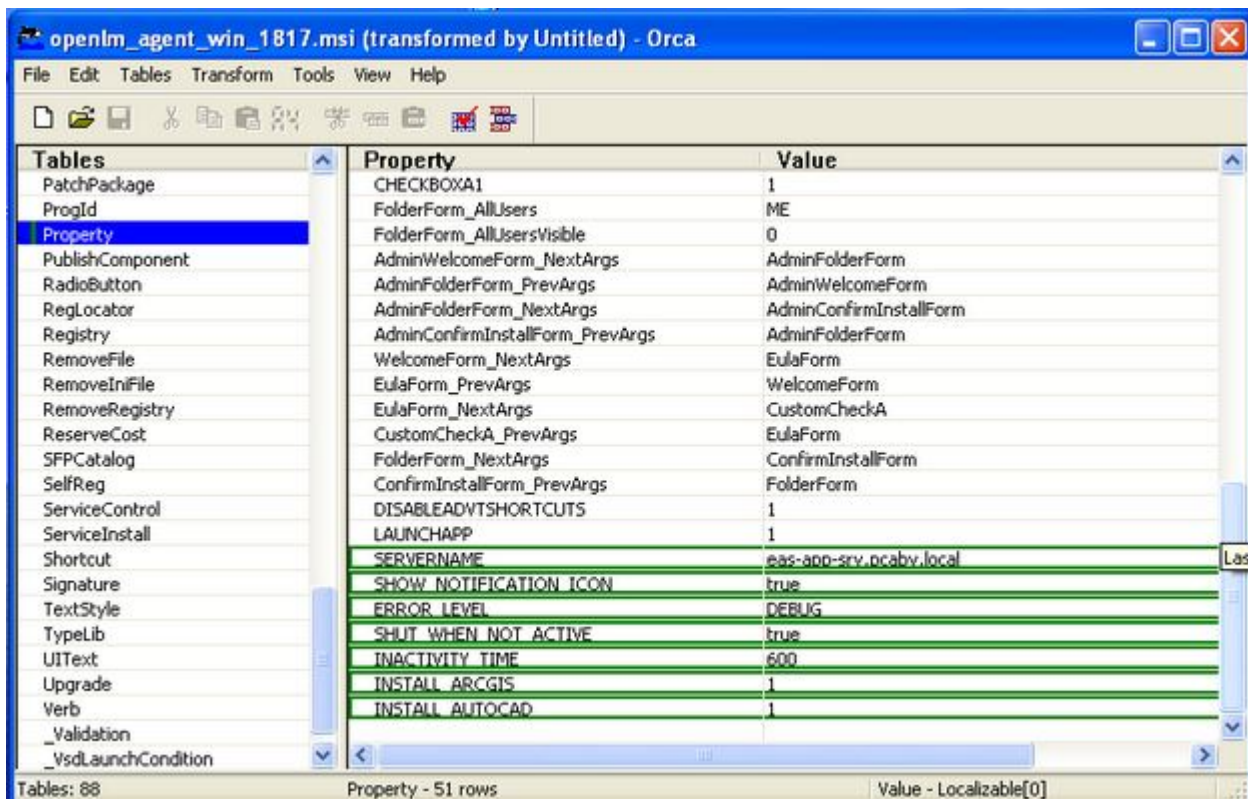 openlm_agent_win_1817.msi (transformed by Untitled) - Orca
File Edit Tables Transform Tools View Help
Tables Property Value
PatchPackage CHECKBOXA1 1
ProgId FolderForm_AllUsers ME
Property FolderForm_AllUsersVisible 0
PublishComponent AdminWelcomeForm_NextArgs AdminFolderForm
RadioButton AdminFolderForm_PrevArgs AdminWelcomeForm
RegLocator AdminFolderForm_NextArgs AdminConfirmInstallForm
Registry AdminConfirmInstallForm_PrevArgs AdminFolderForm
RemoveFile WelcomeForm_NextArgs EulaForm
RemoveIniFile EulaForm_PrevArgs WelcomeForm
RemoveRegistry EulaForm_NextArgs CustomCheckA
ReserveCost CustomCheckA_PrevArgs EulaForm
SFPCatalog FolderForm_NextArgs ConfirmInstallForm
SelfReg ConfirmInstallForm_PrevArgs FolderForm
ServiceControl DISABLEADVTSHORTCUTS 1
ServiceInstall LAUNCHAPP 1
Shortcut SERVERNAME eas-app-srv.pcaby.local Las
Signature SHOW_NOTIFICATION_ICON true
TextStyle ERROR_LEVEL DEBUG
TypeLib SHUT_WHEN_NOT_ACTIVE true
UIText INACTIVITY_TIME 600
Upgrade INSTALL_ARCGIS 1
Verb INSTALL_AUTOCAD 1
_Validation
_VsdLaunchCondition
Tables: 88 Property - 51 rows Value - Localizable[0]